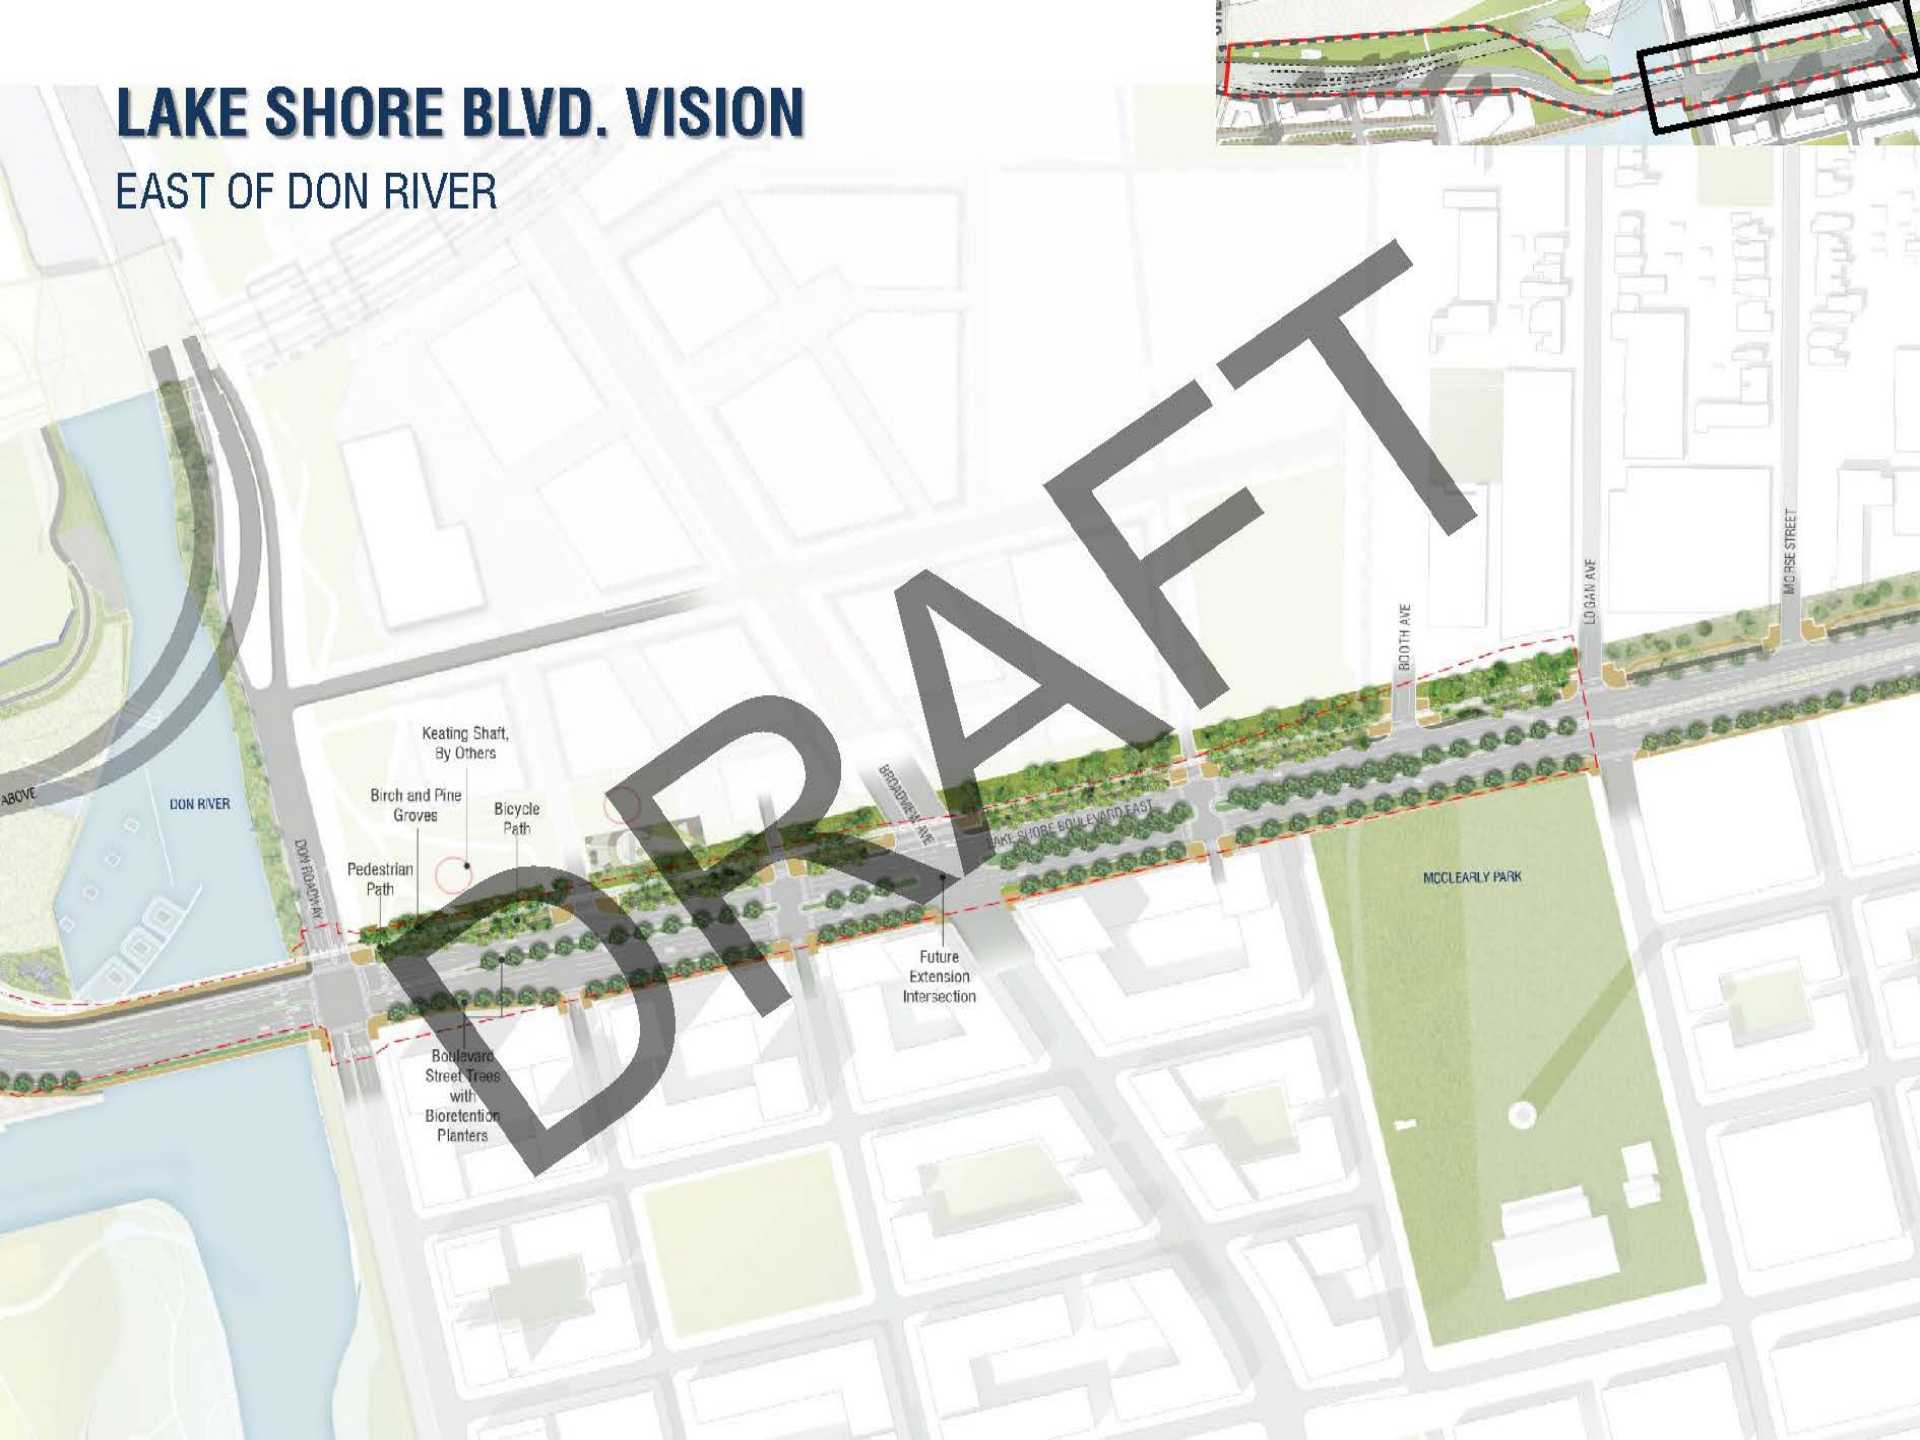 LAKE SHORE BLVD. VISION
EAST OF DON RIVER
DRAFT
MORSE STREET
LOGAN AVE
BOOTH AVE
Keating Shaft,
By Others
Birch and Pine
Groves
Bicycle
Path
Pedestrian
Path
ABOVE
DON RIVER
DON ROADWAY
BROADVIEW AVE
LAKE SHORE BOULEVARD EAST
MCCLEARLY PARK
Future
Extension
Intersection
Boulevard
Street Trees
with
Bioretention
Planters